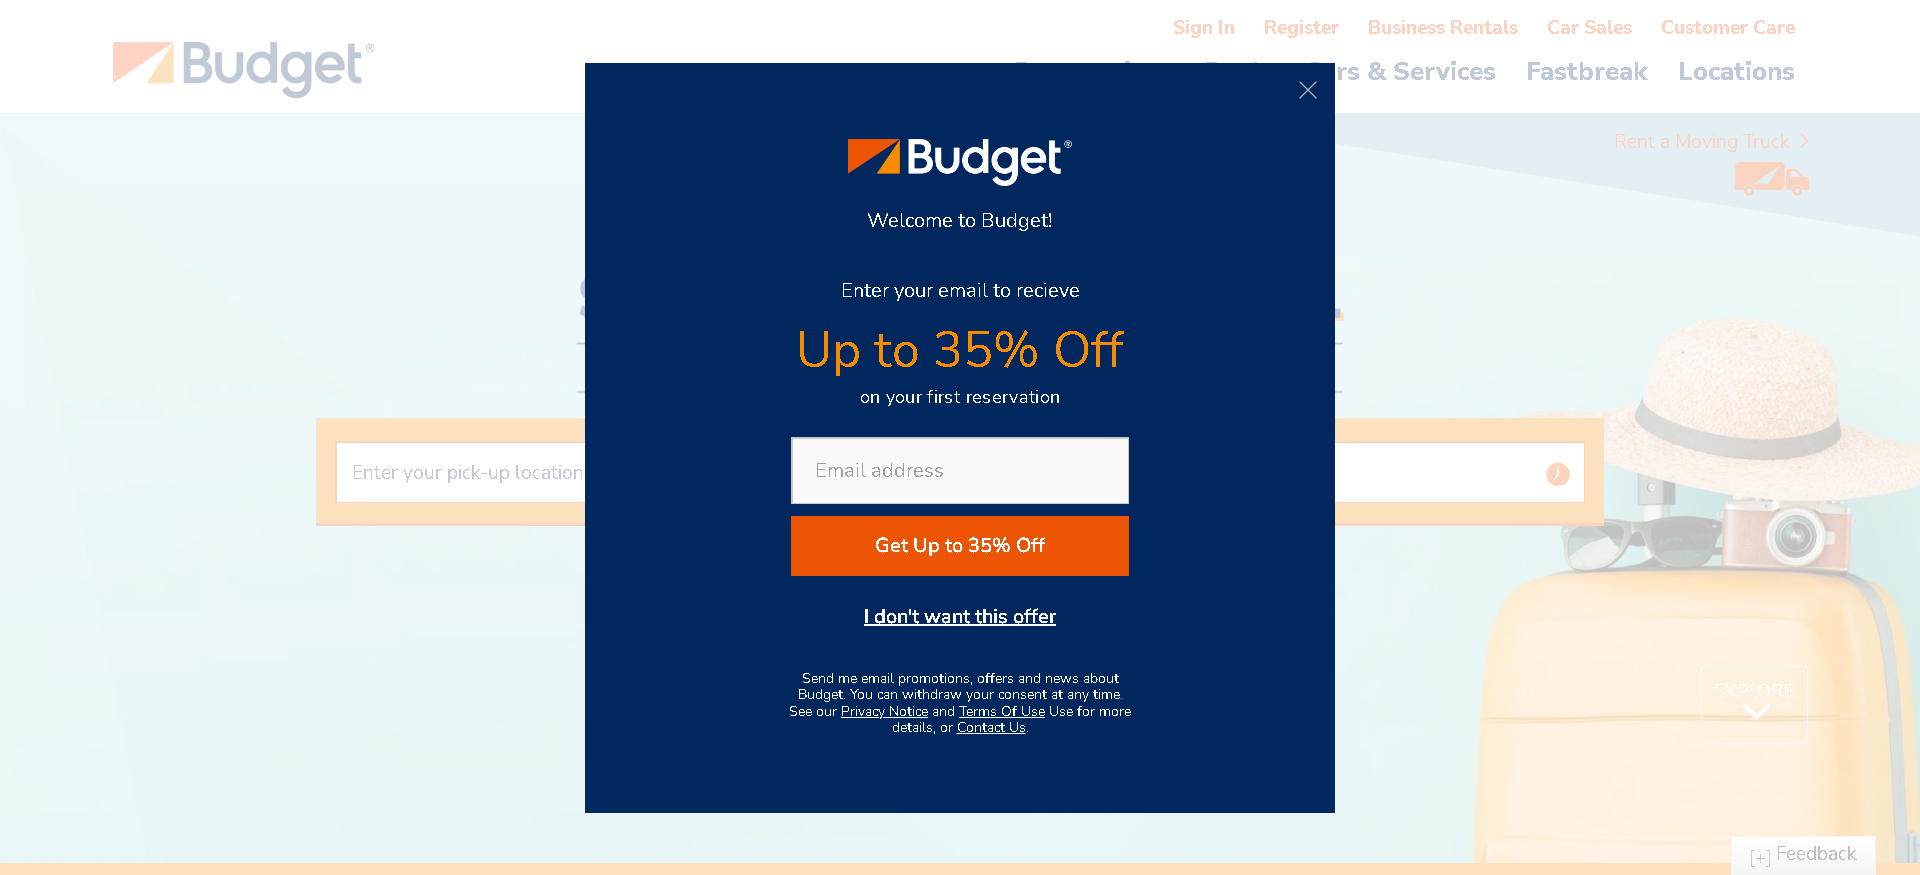 Sign In Register Business Rentals Car Sales Customer Care
Budget®
rs & Services Fastbreak Locations
Rent a Moving Truck
Budget®
Welcome to Budget!
Enter your email to recieve
Up to 35% Off
on your first reservation
Enter your pick-up location
Email address
Get Up to 35% Off
I don't want this offer
Send me email promotions, offers and news about
Budget. You can withdraw your consent at any time.
See our Privacy Notice and Terms Of Use Use for more
details, or Contact Us.
EXPLORE
[+] Feedback